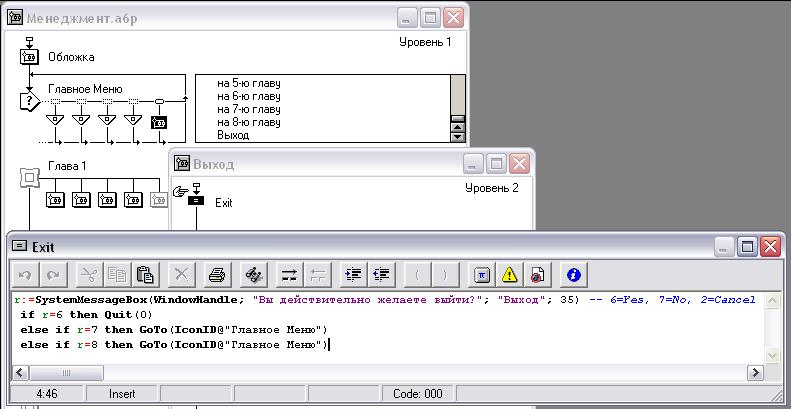 Менеджмент.a6p
Уровень 1
Обложка
Главное Меню
на 5-ю главу
на 6-ю главу
на 7-ю главу
на 8-ю главу
Выход
Глава 1
Выход
Уровень 2
Exit
Exit
r:=SystemMessageBox(WindowHandle; "Вы действительно желаете выйти?"; "Выход"; 35) -- 6=Yes, 7=No, 2=Cancel
if r=6 then Quit(0)
else if r=7 then GoTo(IconID@"Главное Меню")
else if r=8 then GoTo(IconID@"Главное Меню")
4:46
Insert
Code: 000